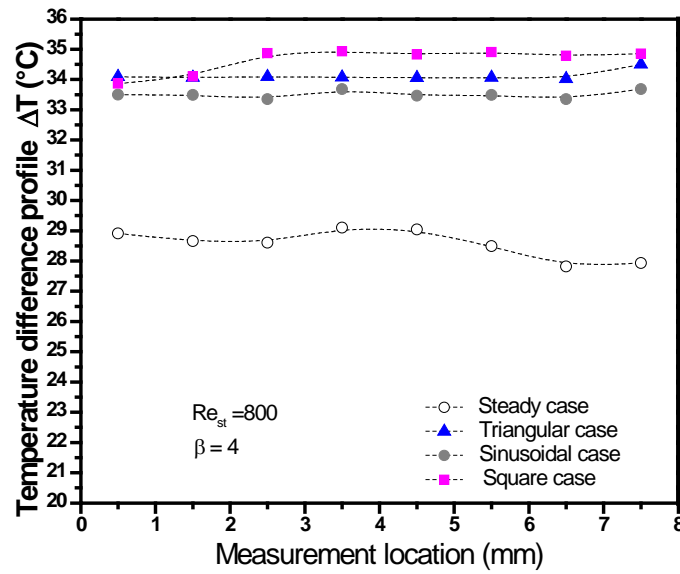 Temperature difference profile ΔT (°C)
36
35
34
33
32
31
30
29
28
27
26
25
24
23
22
21
20
Re_st =800
β = 4
Steady case
Triangular case
Sinusoidal case
Square case
0 1 2 3 4 5 6 7 8
Measurement location (mm)